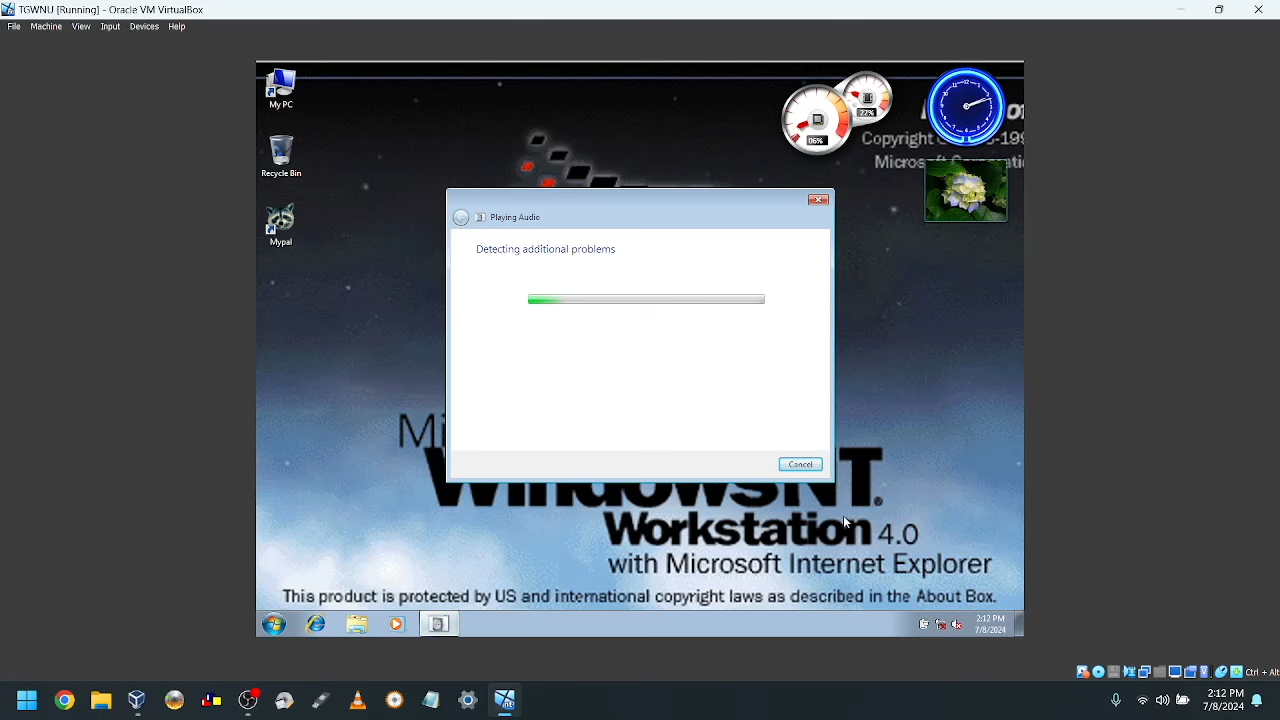 TGWNU [Running] - Oracle VM VirtualBox
File Machine View Input Devices Help
My PC
Recycle Bin
Mypal
06%
22%
Copyright
Playing Audio
Detecting additional problems
Cancel
Workstation 4.0
with Microsoft Internet Explorer
This product is protected by US and international copyright laws as described in the About Box.
2:12 PM
7/8/2024
Ctrl + Alt
2:12 PM
7/8/2024